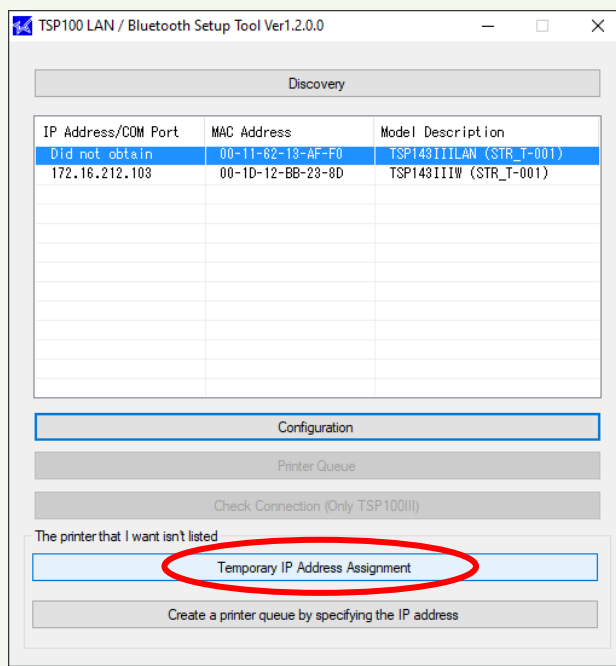 TSP100 LAN / Bluetooth Setup Tool Ver1.2.0.0
Discovery
IP Address/COM Port MAC Address Model Description
Did not obtain 00-11-62-13-AF-F0 TSP143IIILAN (STR_T-001)
172.16.212.103 00-1D-12-BB-23-8D TSP143IIIW (STR_T-001)
Configuration
Printer Queue
Check Connection (Only TSP100III)
The printer that I want isn't listed
Temporary IP Address Assignment
Create a printer queue by specifying the IP address